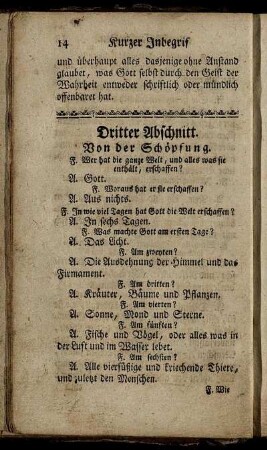 14 Kurzer Inbegrif
und überhaupt alles dasjenige ohne Anstand
glaubet, was Gott selbst durch den Geist der
Wahrheit entweder schriftlich oder mündlich
offenbaret hat.
Dritter Abschnitt.
Von der Schöpfung.
F. Wer hat die ganze Welt, und alles was sie
enthält, erschaffen?
A. Gott.
F. Woraus hat er sie erschaffen?
A. Aus nichts.
F. In wie viel Tagen hat Gott die Welt erschaffen?
A. In sechs Tagen.
F. Was machte Gott am ersten Tage?
A. Das Licht.
F. Am zweyten?
A. Die Ausdehnung der Himmel und das
Firmament.
F. Am dritten?
A. Kräuter, Bäume und Pflanzen.
F. Am vierten?
A. Sonne, Mond und Sterne.
F. Am fünften?
A. Fische und Vögel, oder alles was in
der Luft und im Wasser lebet.
F. Am sechsten?
A. Alle vierfüßige und kriechende Thiere,
und zuletzt den Menschen.
F. Wie